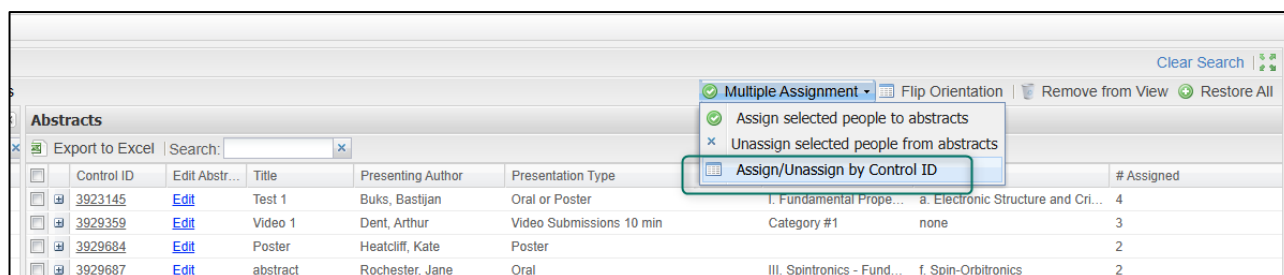 Clear Search
Multiple Assignment Flip Orientation Remove from View Restore All
Abstracts
Assign selected people to abstracts
Export to Excel Search:
Unassign selected people from abstracts
Assign/Unassign by Control ID
Control ID Edit Abstr... Title Presenting Author Presentation Type # Assigned
3923145 Edit Test 1 Buks, Bastijan Oral or Poster I. Fundamental Prope... a. Electronic Structure and Cri... 4
3929359 Edit Video 1 Dent, Arthur Video Submissions 10 min Category #1 none 3
3929684 Edit Poster Heatcliff, Kate Poster 2
3929687 Edit abstract Rochester, Jane Oral III. Spintronics - Fund... f. Spin-Orbitronics 2